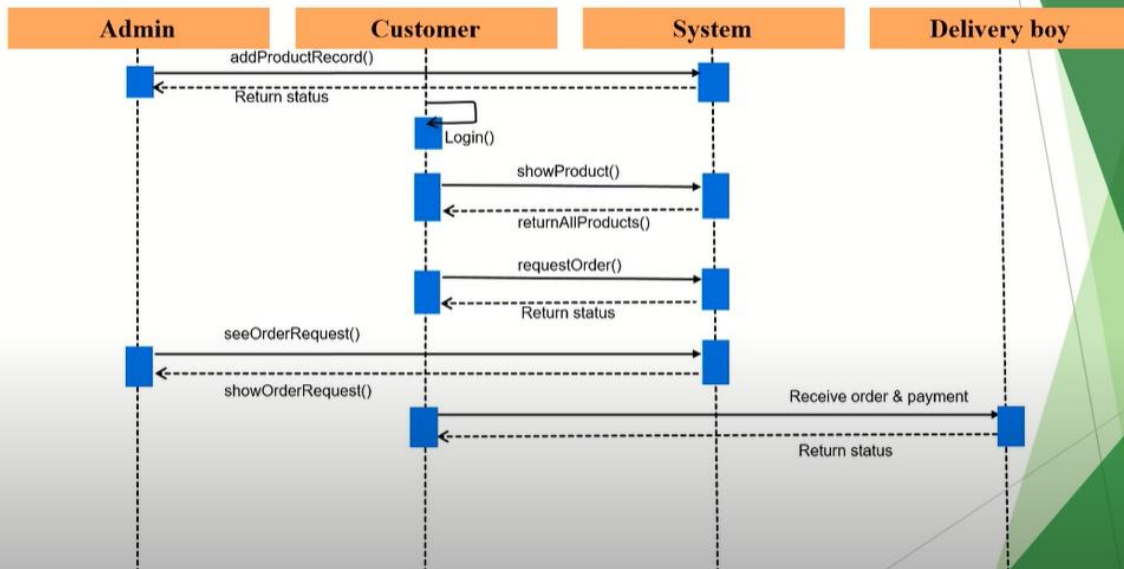 Admin
Customer
System
Delivery boy
addProductRecord()
Return status
Login()
showProduct()
returnAllProducts()
requestOrder()
Return status
seeOrderRequest()
showOrderRequest()
Receive order & payment
Return status